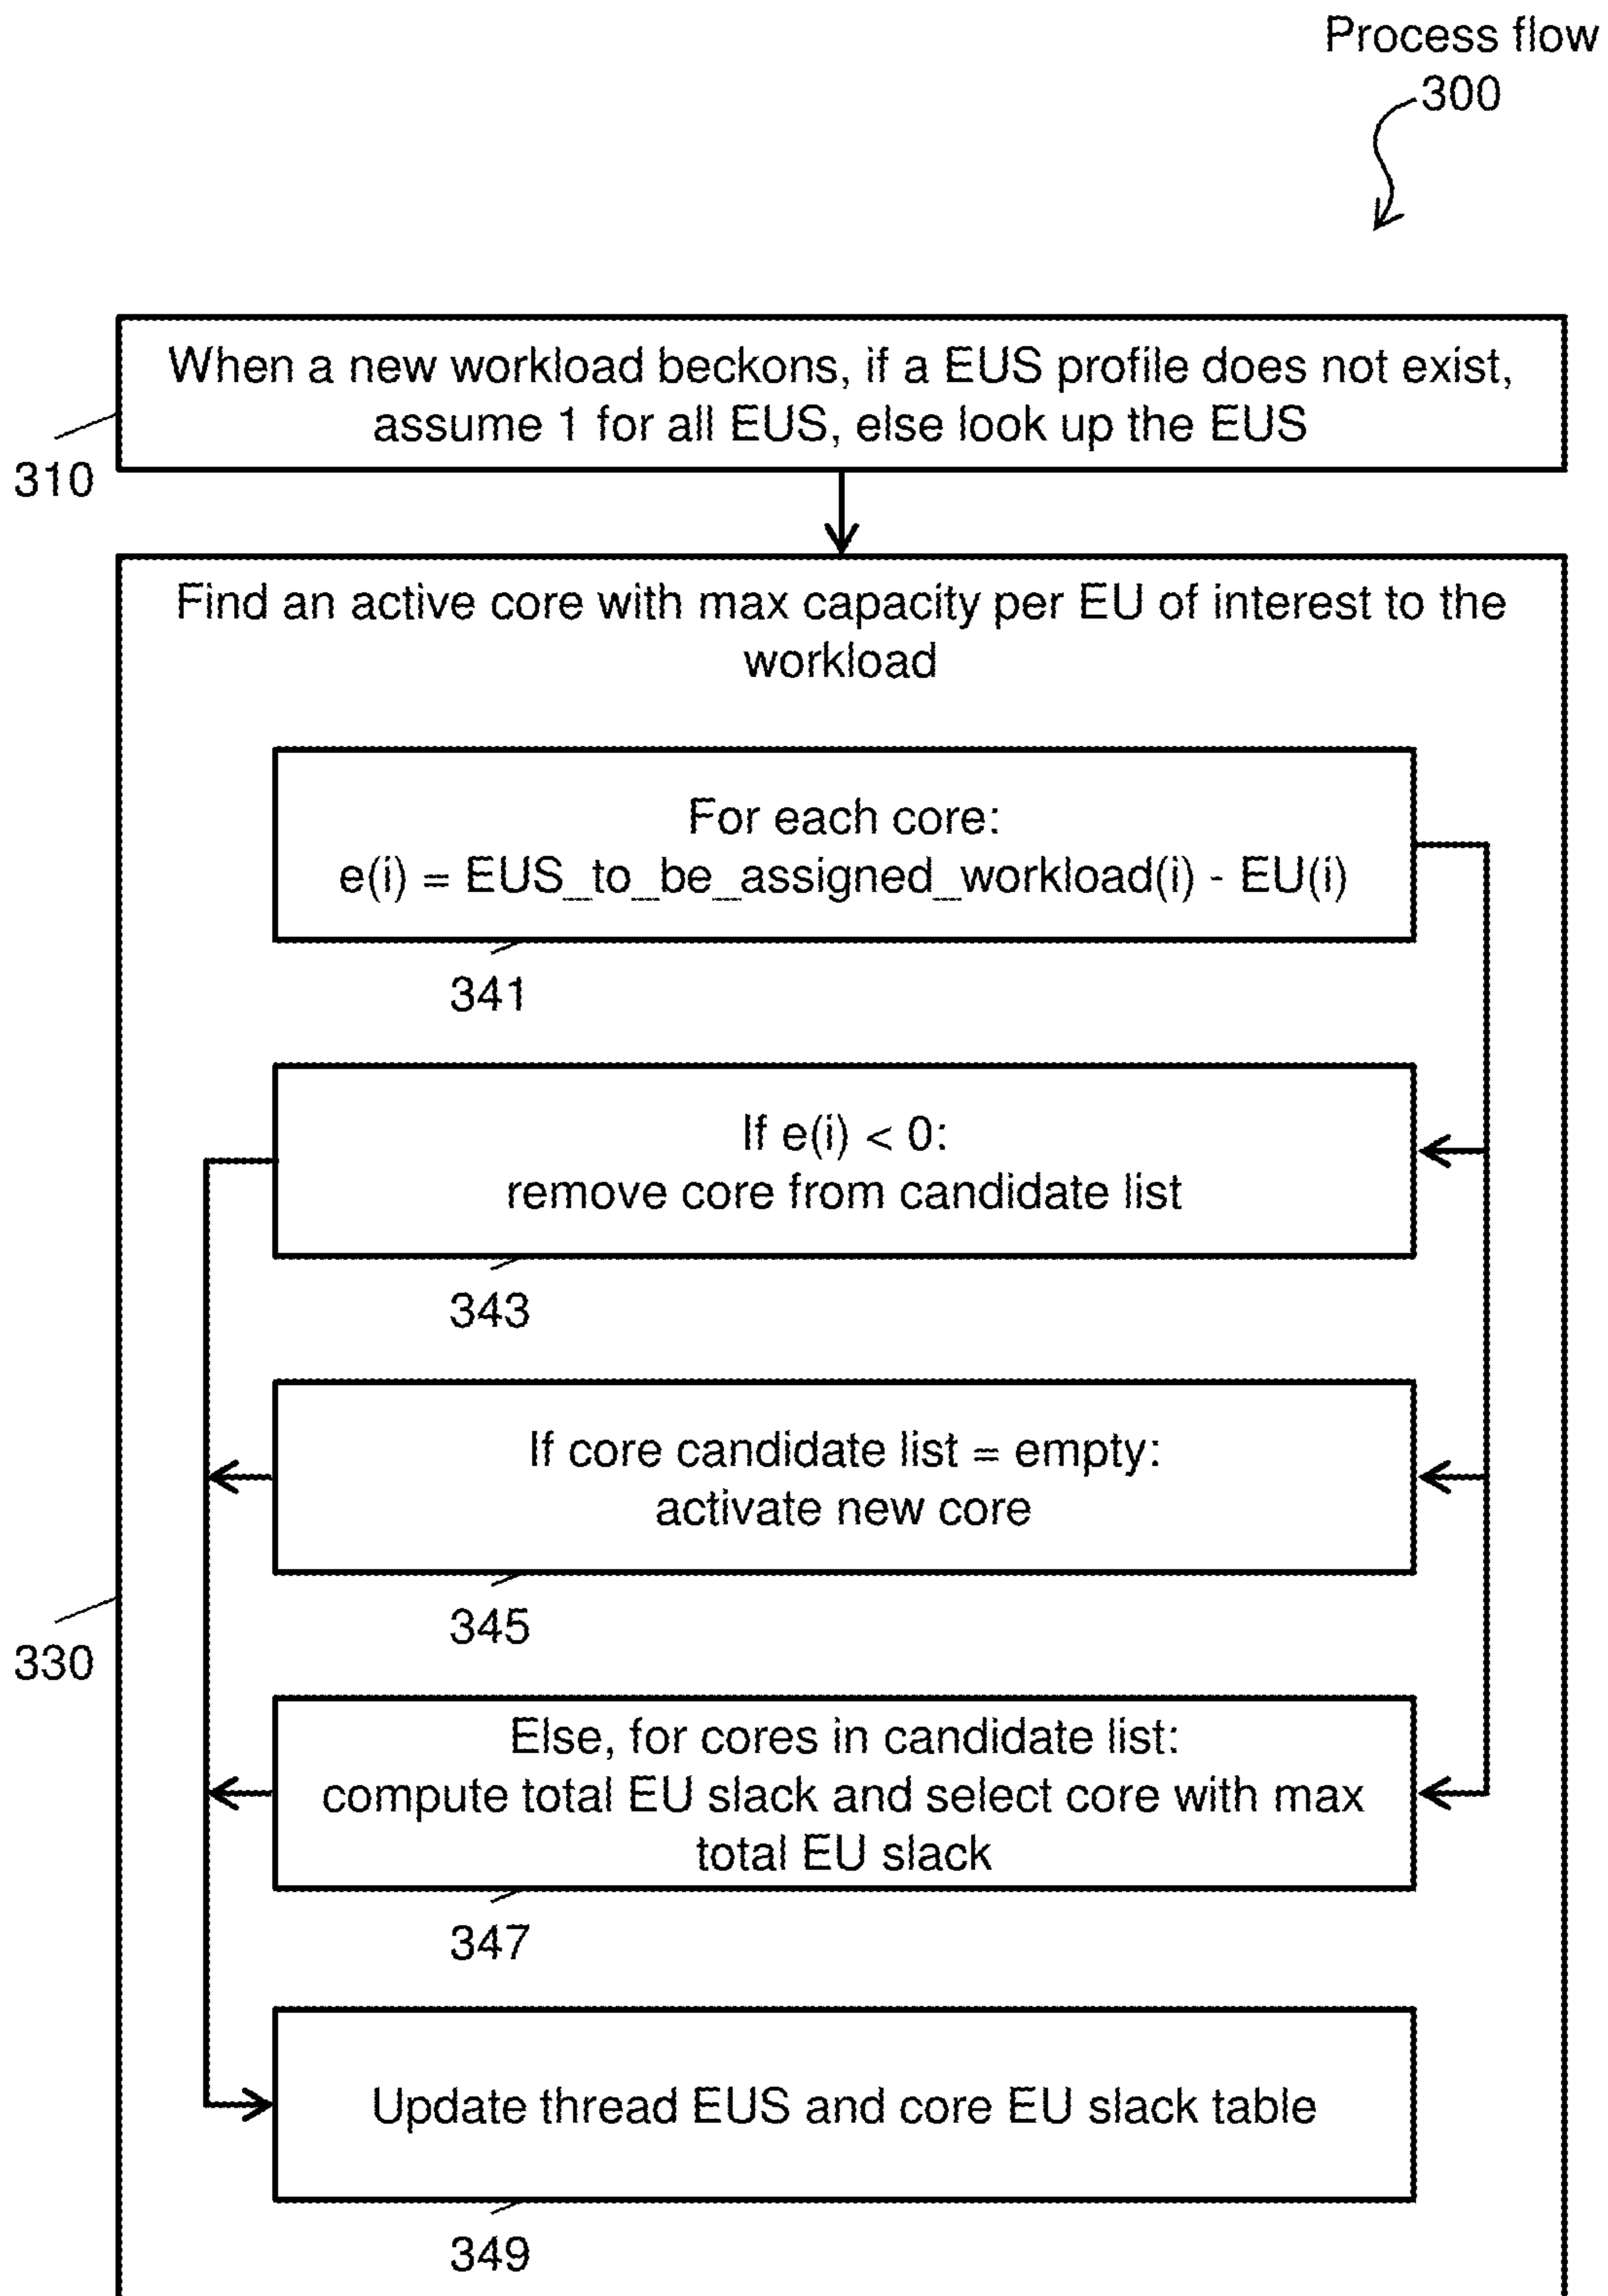 Process flow
300
When a new workload beckons, if a EUS profile does not exist,
assume 1 for all EUS, else look up the EUS
310
Find an active core with max capacity per EU of interest to the
workload
For each core:
e(i) = EUS_to_be_assigned_workload(i) - EU(i)
341
If e(i) < 0:
remove core from candidate list
343
If core candidate list = empty:
activate new core
345
330
Else, for cores in candidate list:
compute total EU slack and select core with max
total EU slack
347
Update thread EUS and core EU slack table
349